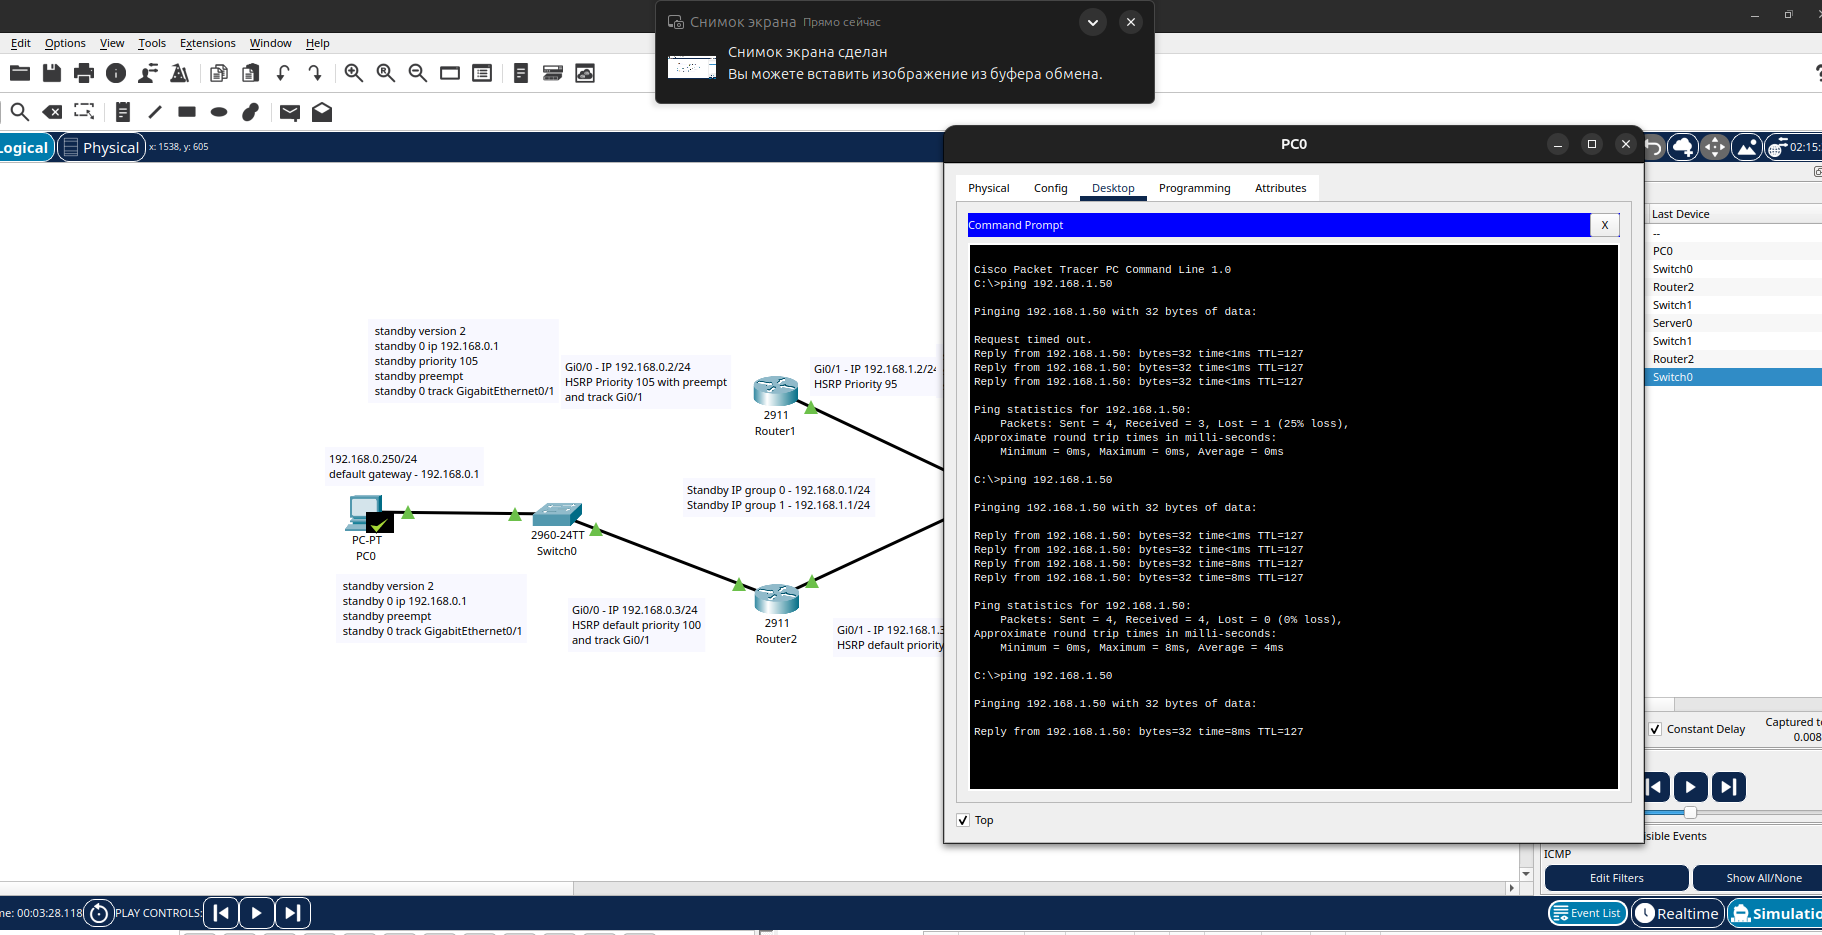 Снимок экрана Прямо сейчас
Снимок экрана сделан
Вы можете вставить изображение из буфера обмена.
Edit Options View Tools Extensions Window Help
Logical Physical x: 1538, y: 605
02:15:
standby version 2
standby 0 ip 192.168.0.1
standby priority 105
standby preempt
standby 0 track GigabitEthernet0/1
Gi0/0 - IP 192.168.0.2/24
HSRP Priority 105 with preempt
and track Gi0/1
2911
Router1
Gi0/1 - IP 192.168.1.2/24
HSRP Priority 95
192.168.0.250/24
default gateway - 192.168.0.1
PC-PT
PC0
2960-24TT
Switch0
Standby IP group 0 - 192.168.0.1/24
Standby IP group 1 - 192.168.1.1/24
standby version 2
standby 0 ip 192.168.0.1
standby preempt
standby 0 track GigabitEthernet0/1
Gi0/0 - IP 192.168.0.3/24
HSRP default priority 100
and track Gi0/1
2911
Router2
Gi0/1 - IP 192.168.1.3
HSRP default priority
PC0
Physical Config Desktop Programming Attributes
Command Prompt X
Cisco Packet Tracer PC Command Line 1.0
C:\>ping 192.168.1.50
Pinging 192.168.1.50 with 32 bytes of data:
Request timed out.
Reply from 192.168.1.50: bytes=32 time<1ms TTL=127
Reply from 192.168.1.50: bytes=32 time<1ms TTL=127
Reply from 192.168.1.50: bytes=32 time<1ms TTL=127
Ping statistics for 192.168.1.50:
Packets: Sent = 4, Received = 3, Lost = 1 (25% loss),
Approximate round trip times in milli-seconds:
Minimum = 0ms, Maximum = 0ms, Average = 0ms
C:\>ping 192.168.1.50
Pinging 192.168.1.50 with 32 bytes of data:
Reply from 192.168.1.50: bytes=32 time<1ms TTL=127
Reply from 192.168.1.50: bytes=32 time<1ms TTL=127
Reply from 192.168.1.50: bytes=32 time=8ms TTL=127
Reply from 192.168.1.50: bytes=32 time=8ms TTL=127
Ping statistics for 192.168.1.50:
Packets: Sent = 4, Received = 4, Lost = 0 (0% loss),
Approximate round trip times in milli-seconds:
Minimum = 0ms, Maximum = 8ms, Average = 4ms
C:\>ping 192.168.1.50
Pinging 192.168.1.50 with 32 bytes of data:
Reply from 192.168.1.50: bytes=32 time=8ms TTL=127
Top
Last Device
--
PC0
Switch0
Router2
Switch1
Server0
Switch1
Router2
Switch0
Constant Delay
Captured to
0.008
sible Events
ICMP
Edit Filters Show All/None
me: 00:03:28.118 PLAY CONTROLS:
Event List Realtime Simulatio